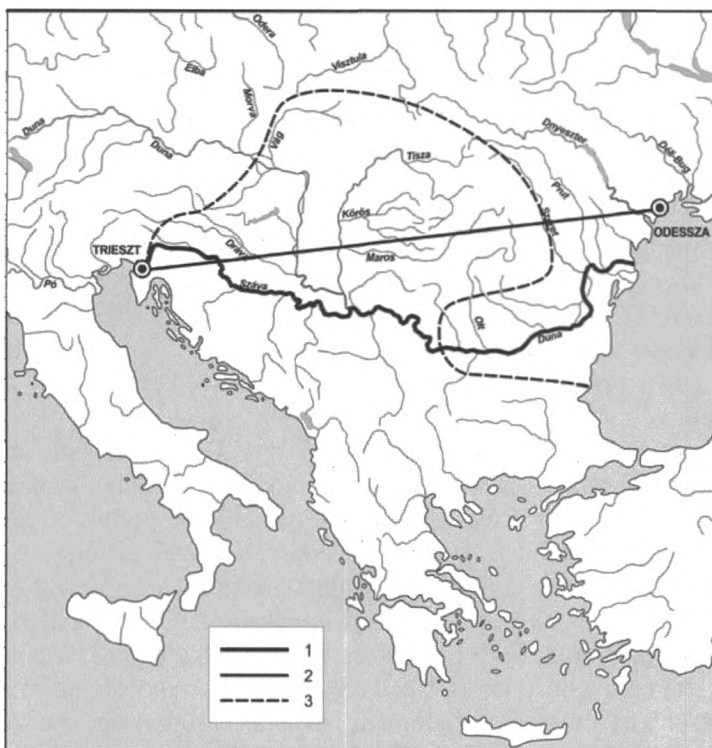 Odera
Visztula
Elba
Morva
Vág
Duna
Duna
Dnyeszter
Déli-Bug
Tisza
Prut
Körös
Szeret
TRIESZT
ODESSZA
Maros
Dráva
Pó
Száva
Olt
Duna
1
2
3